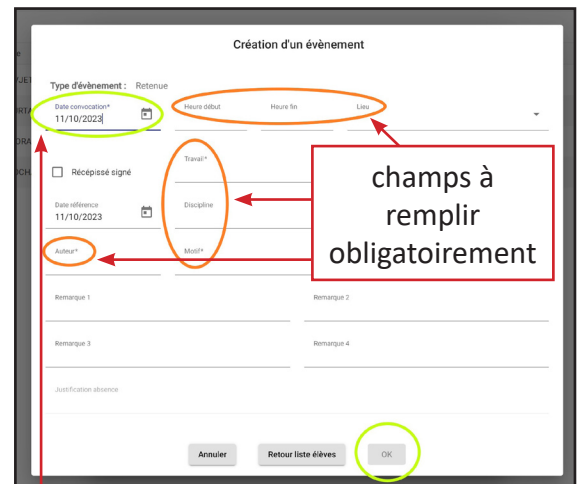 Création d'un évènement
Type d'évènement : Retenue
Date convocation*
11/10/2023
Heure début
Heure fin
Lieu
Récépissé signé
Travail*
champs à
remplir
obligatoirement
Date référence
11/10/2023
Discipline
Auteur*
Motif*
Remarque 1
Remarque 2
Remarque 3
Remarque 4
Justification absence
Annuler
Retour liste élèves
OK